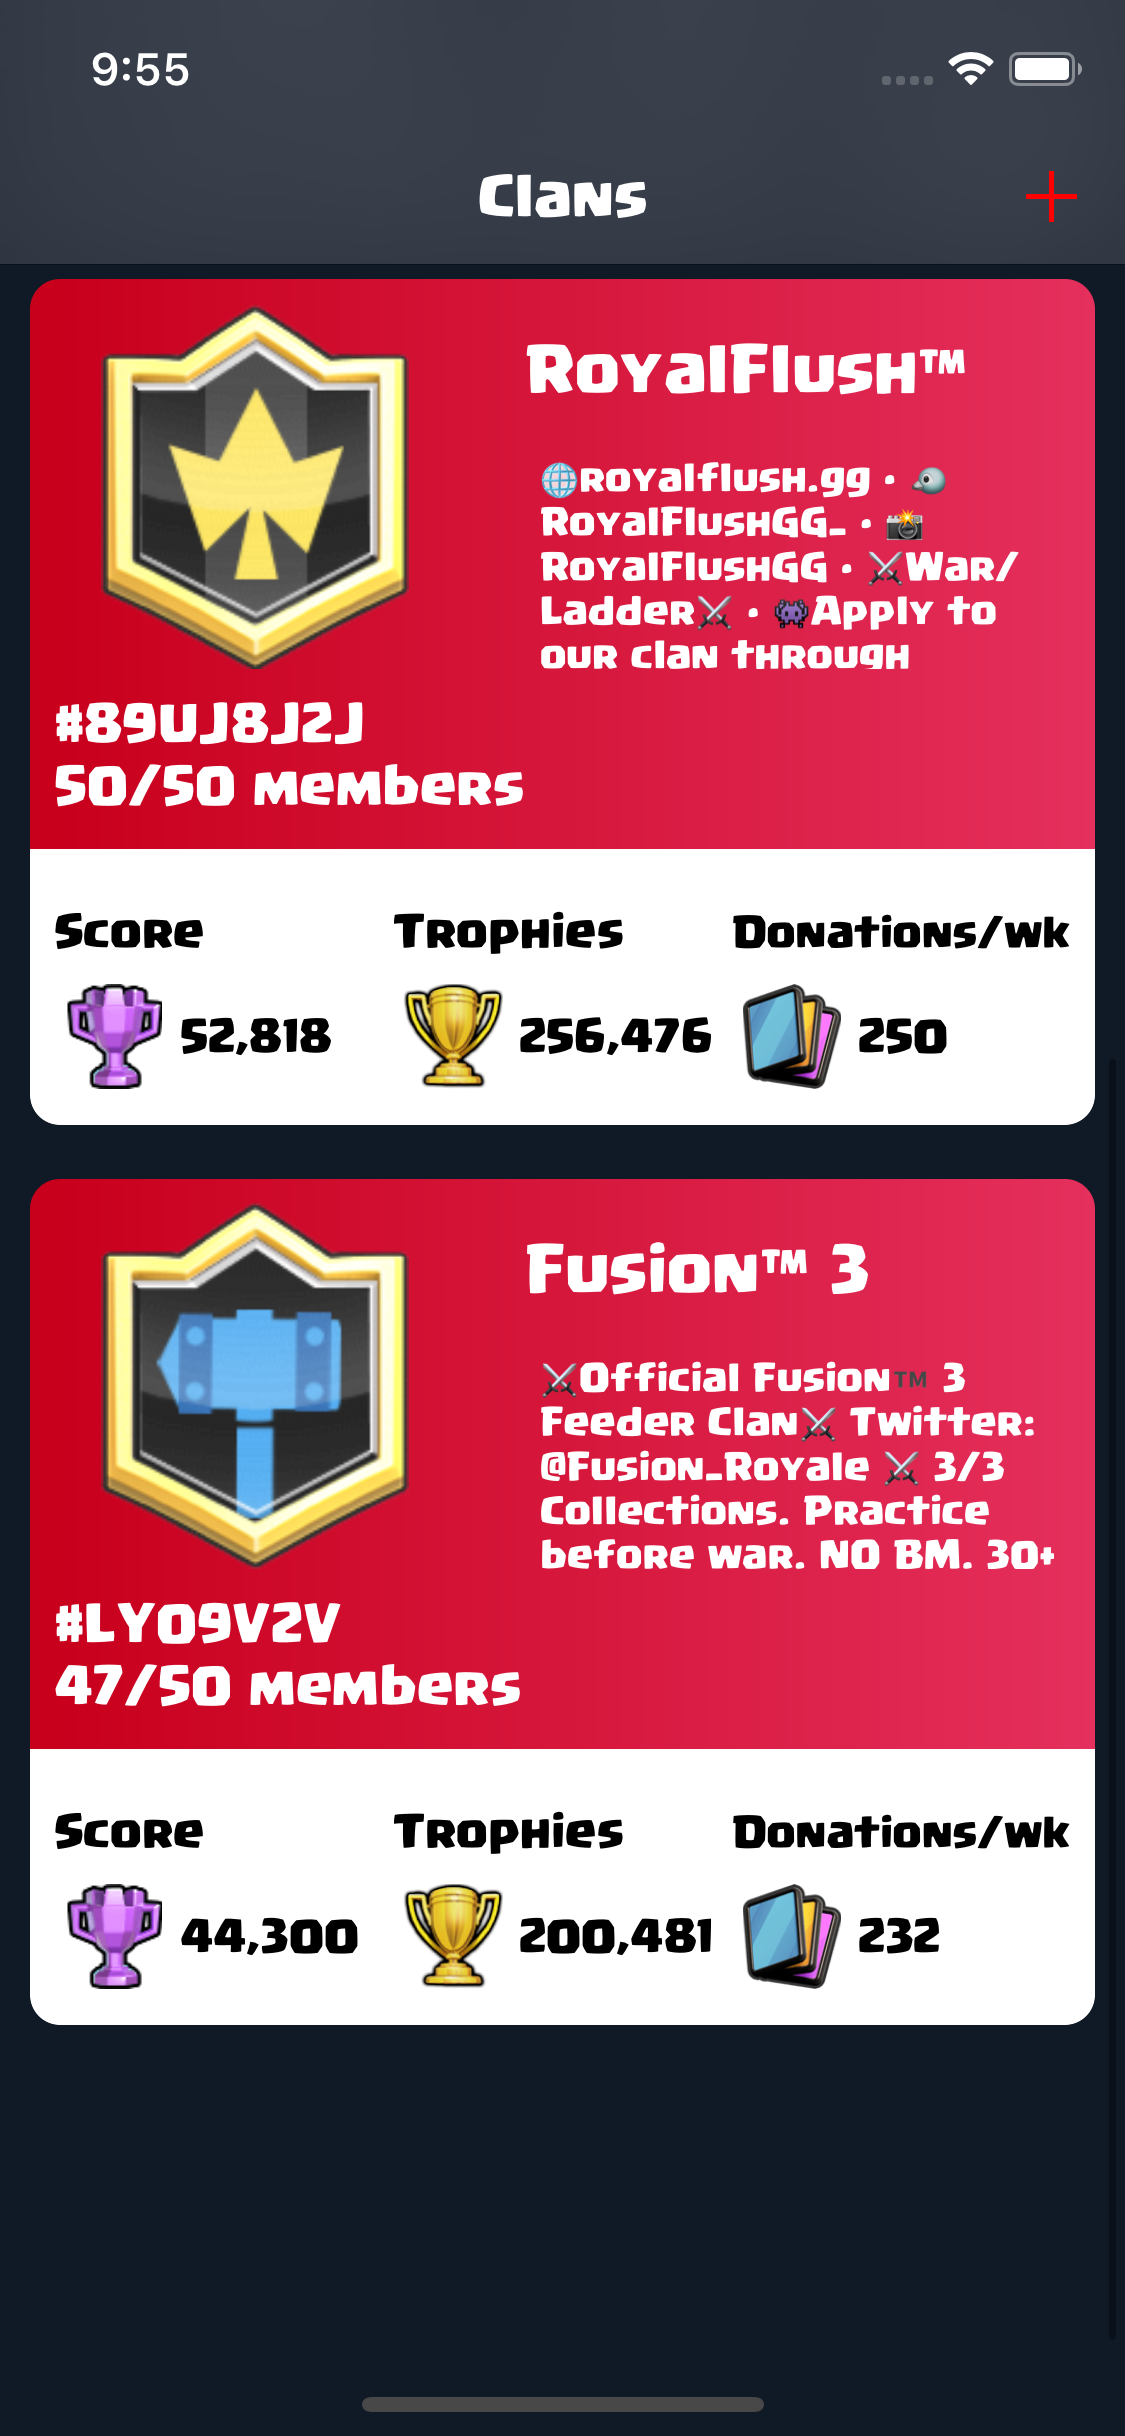 9:55
Clans
RoyalFlush™
🌐royalflush.gg • 🐦
RoyalFlushGG_ • 📸
RoyalFlushGG • ⚔War/
Ladder⚔ • 👾Apply to
our clan through
#89UJ8J2J
50/50 members
Score Trophies Donations/wk
52,818 256,476 250
Fusion™ 3
⚔Official Fusion™ 3
Feeder Clan⚔ Twitter:
@Fusion_Royale ⚔ 3/3
Collections. Practice
before war. NO BM. 30+
#LY09V2V
47/50 members
Score Trophies Donations/wk
44,300 200,481 232